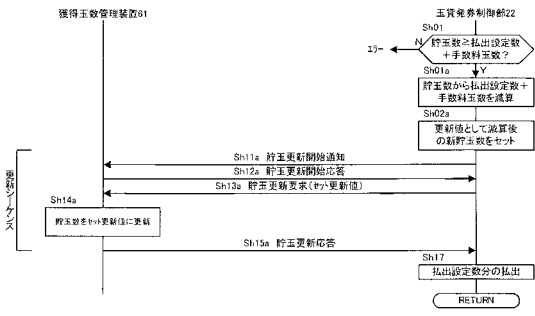 獲得玉数管理装置61
玉貸発券制御部22
Sh01
貯玉数≧払出設定数
+手数料玉数?
N
エラー
Sh01a
Y
貯玉数から払出設定数+
手数料玉数を減算
Sh02a
更新値として減算後
の新貯玉数をセット
更新シーケンス
Sh11a 貯玉更新開始通知
Sh12a 貯玉更新開始応答
Sh13a 貯玉更新要求(セット更新値)
Sh14a
貯玉数をセット更新値に更新
Sh15a 貯玉更新応答
Sh17
払出設定数分の払出
RETURN